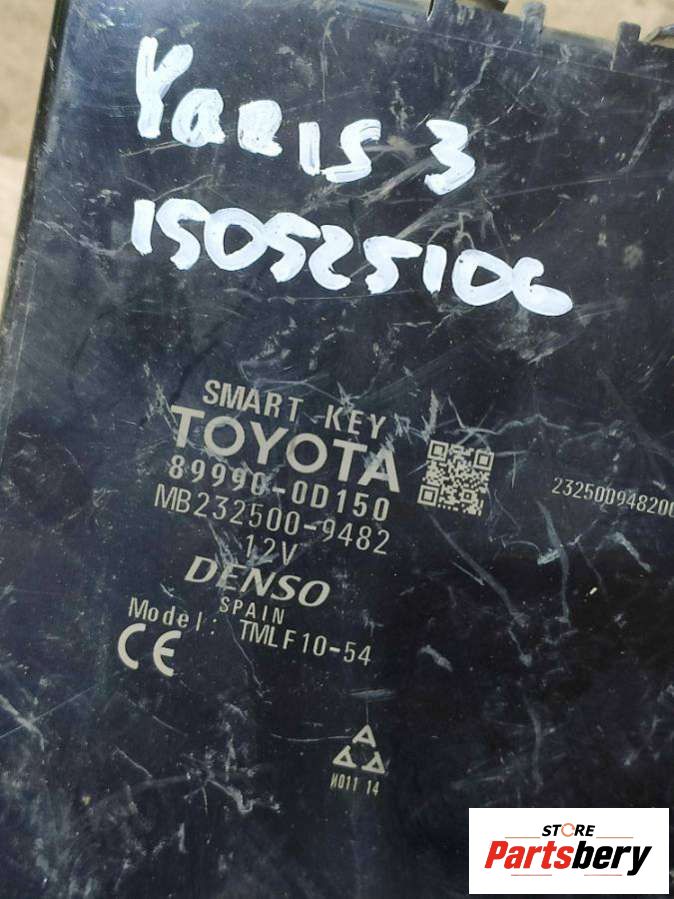 Yaris 3
150525106
SMART KEY
TOYOTA
89990-0D150
MB232500-9482
12V
DENSO
SPAIN
Model: TMLF10-54
CE
N011 14
23250094820
STORE
Partsbery